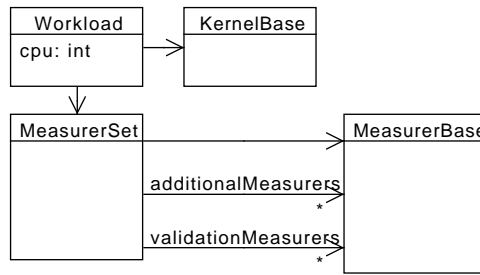 Workload
KernelBase
cpu: int
MeasurerSet
MeasurerBase
additionalMeasurers
*
validationMeasurers
*